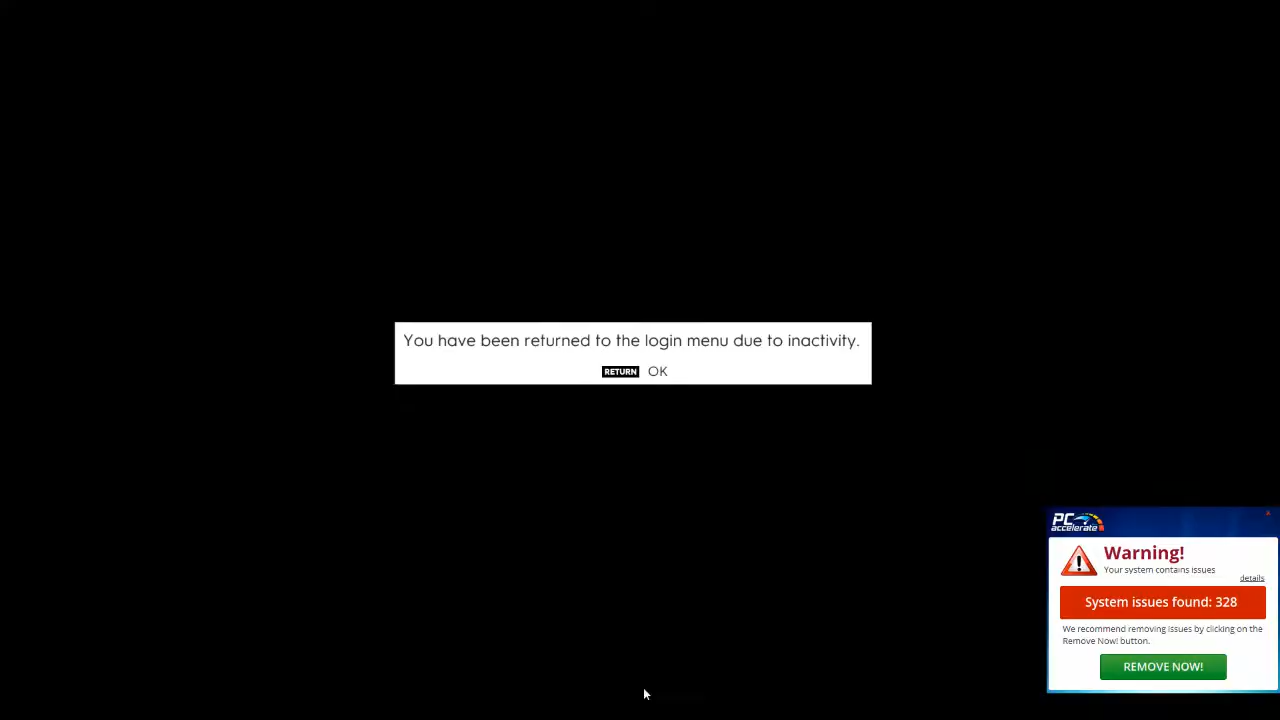 You have been returned to the login menu due to inactivity.
RETURN OK
PC
accelerate
Warning!
Your system contains issues
details
System issues found: 328
We recommend removing issues by clicking on the
Remove Now! button.
REMOVE NOW!